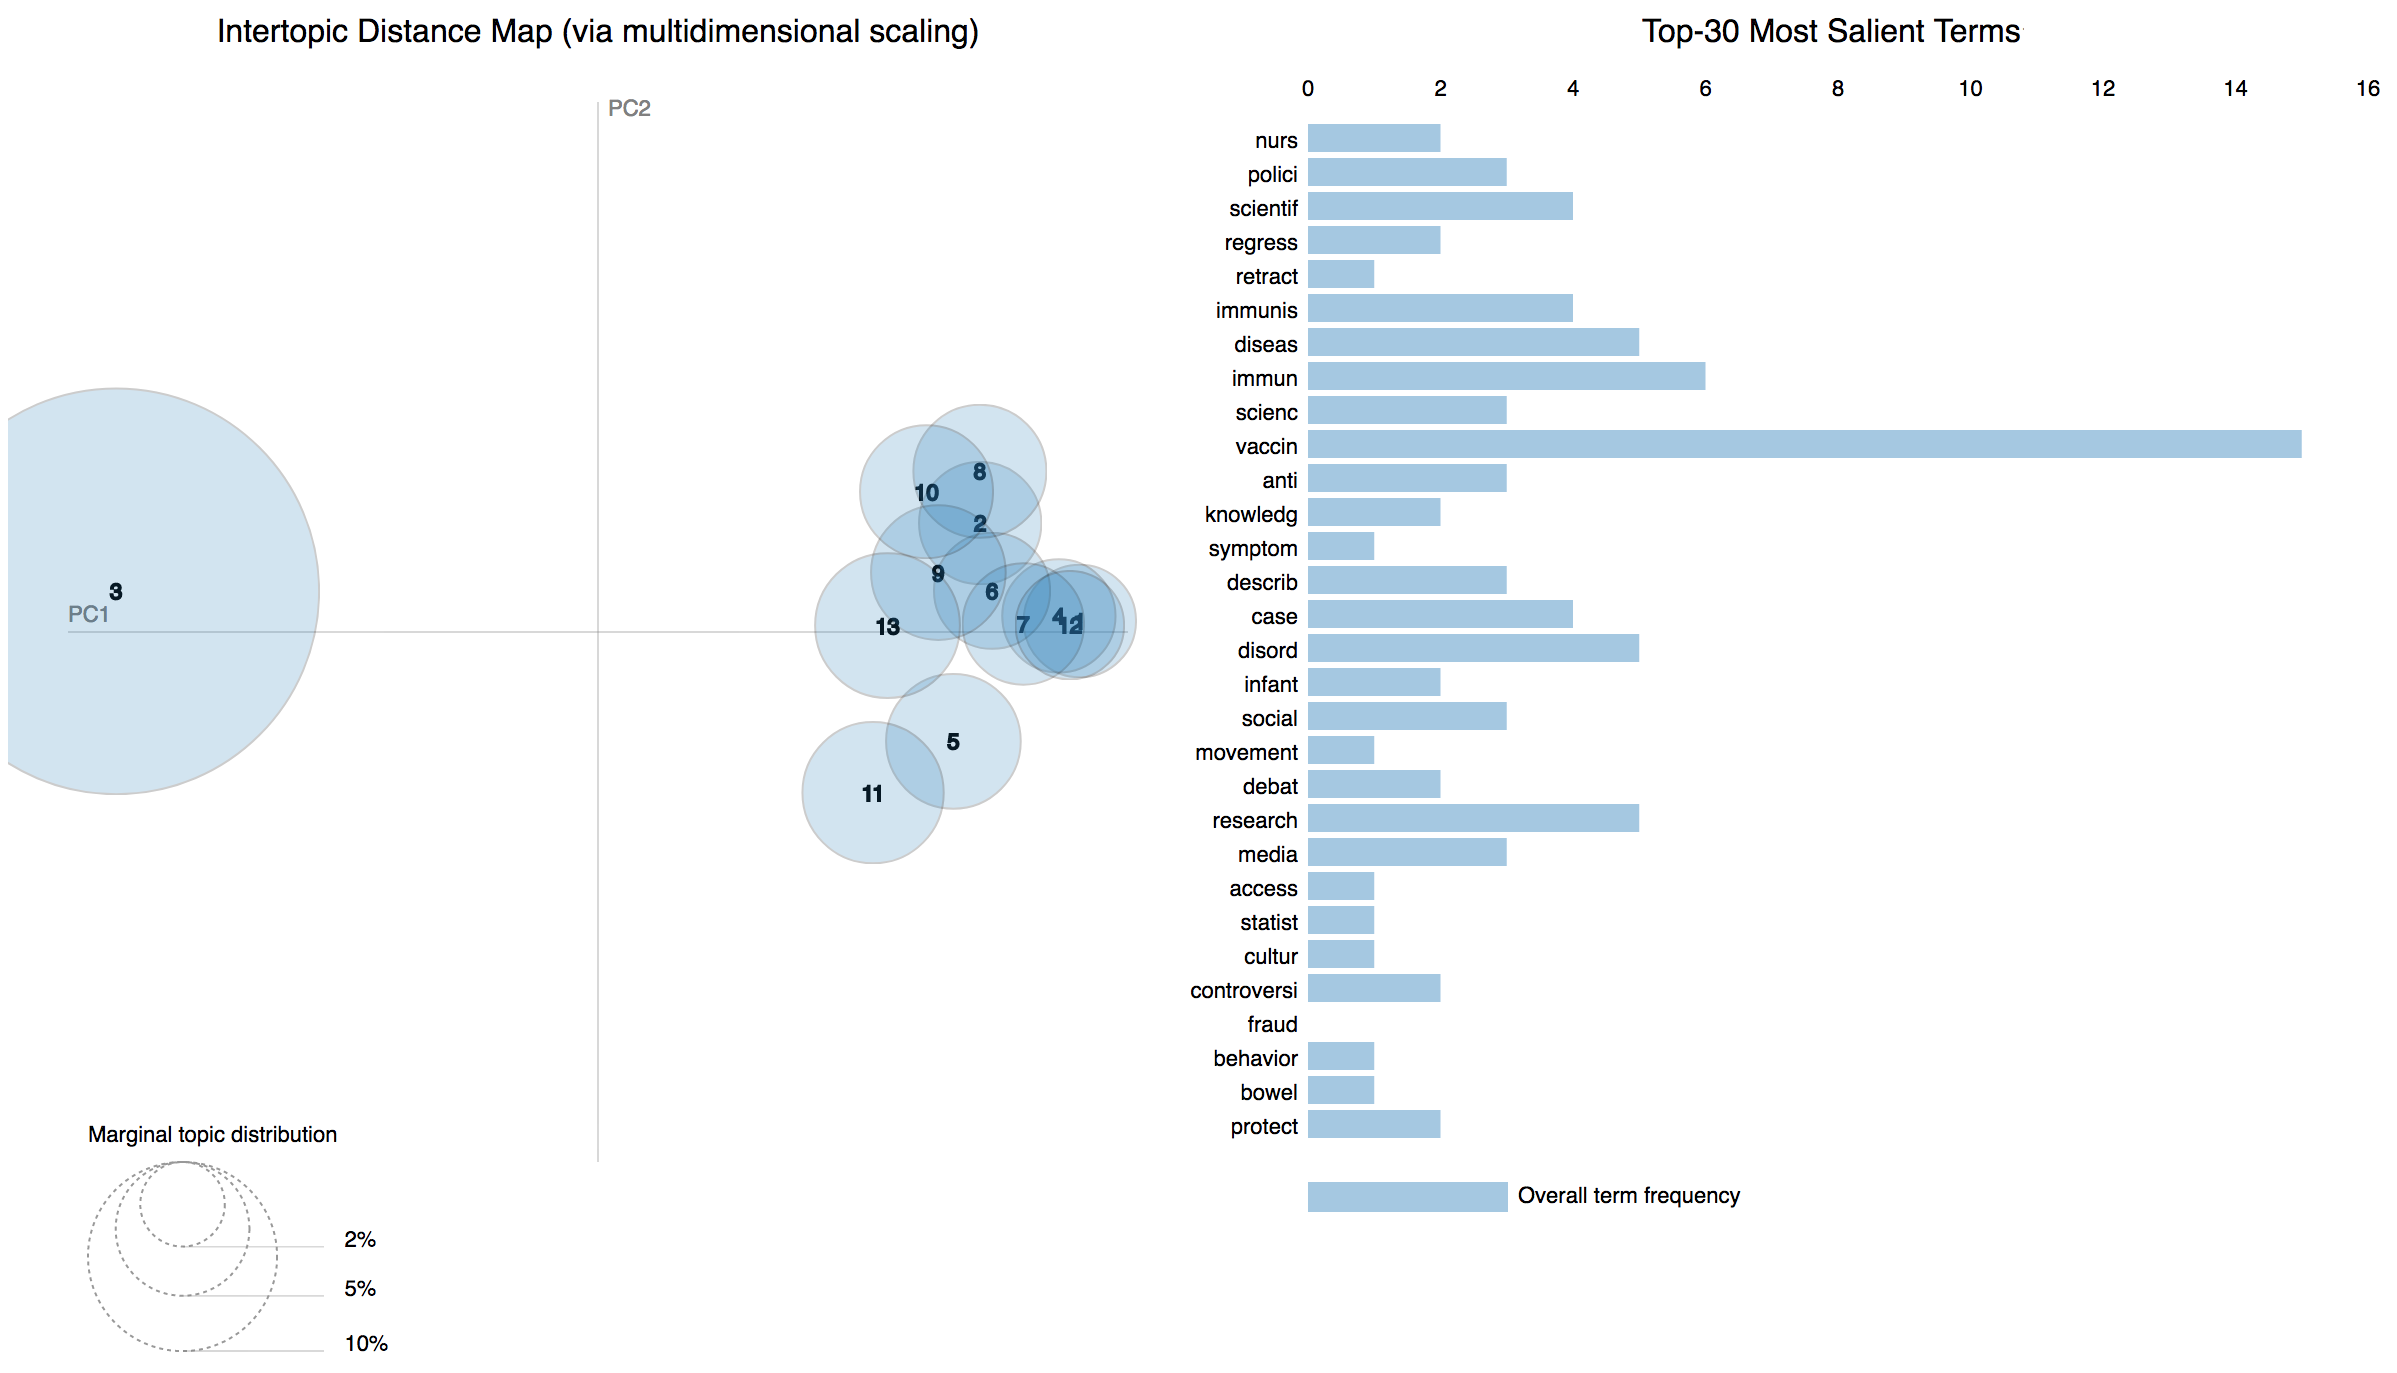 Intertopic Distance Map (via multidimensional scaling)
PC2
PC1
3
8
10
2
9
6
13
7
4
12
5
11
Marginal topic distribution
2%
5%
10%
Top-30 Most Salient Terms
0 2 4 6 8 10 12 14 16
nurs
polici
scientif
regress
retract
immunis
diseas
immun
scienc
vaccin
anti
knowledg
symptom
describ
case
disord
infant
social
movement
debat
research
media
access
statist
cultur
controversi
fraud
behavior
bowel
protect
Overall term frequency